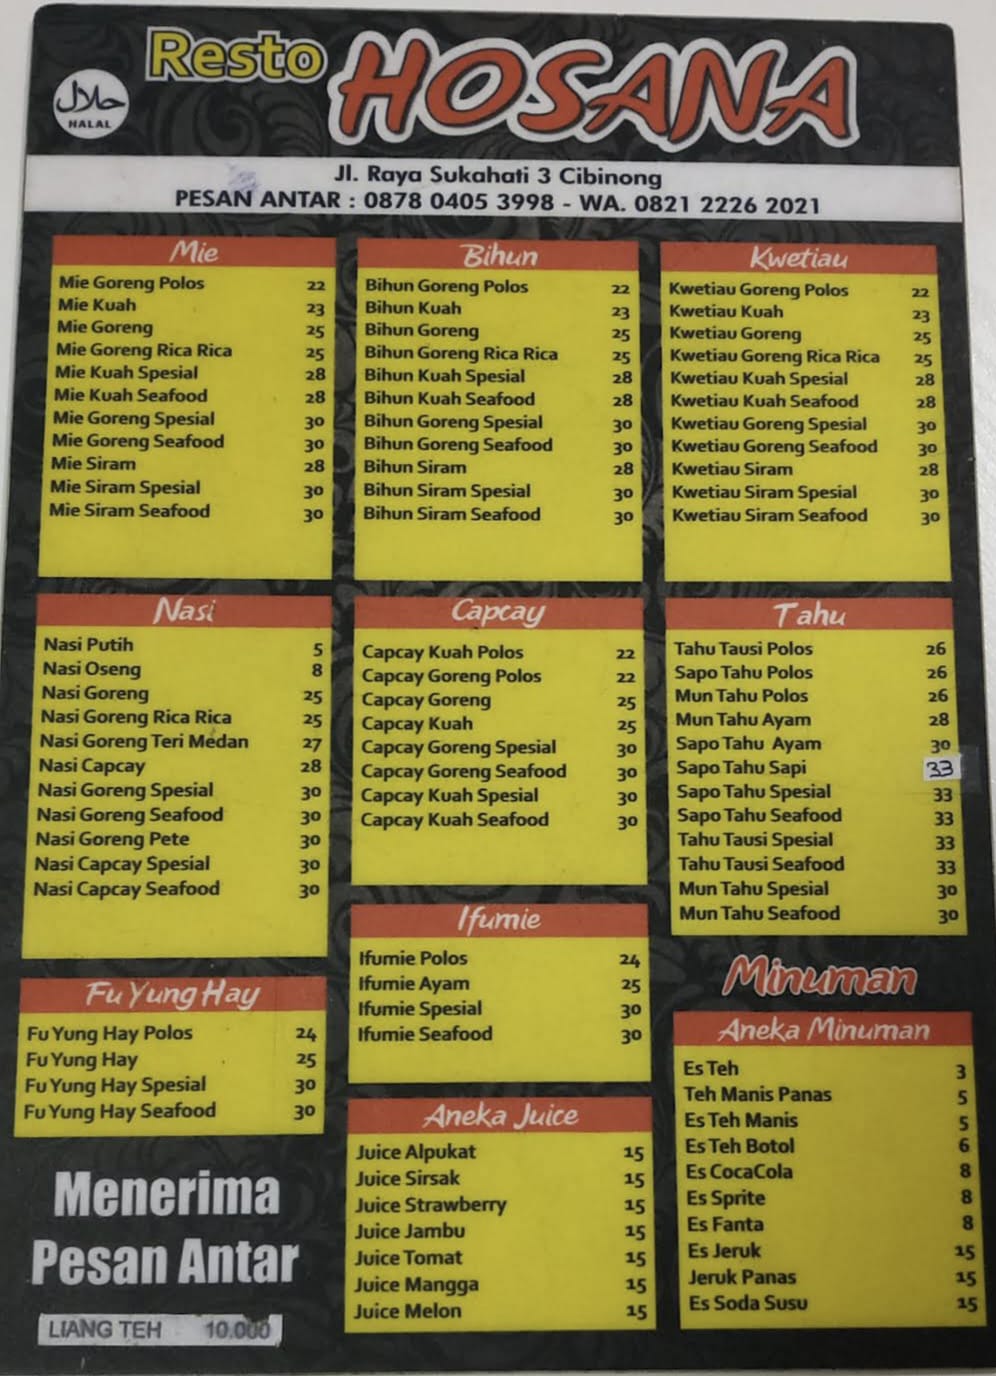 Resto HOSANA
حلال
HALAL
Jl. Raya Sukahati 3 Cibinong
PESAN ANTAR : 0878 0405 3998 - WA. 0821 2226 2021
Mie
Mie Goreng Polos 22
Mie Kuah 23
Mie Goreng 25
Mie Goreng Rica Rica 25
Mie Kuah Spesial 28
Mie Kuah Seafood 28
Mie Goreng Spesial 30
Mie Goreng Seafood 30
Mie Siram 28
Mie Siram Spesial 30
Mie Siram Seafood 30
Bihun
Bihun Goreng Polos 22
Bihun Kuah 23
Bihun Goreng 25
Bihun Goreng Rica Rica 25
Bihun Kuah Spesial 28
Bihun Kuah Seafood 28
Bihun Goreng Spesial 30
Bihun Goreng Seafood 30
Bihun Siram 28
Bihun Siram Spesial 30
Bihun Siram Seafood 30
Kwetiau
Kwetiau Goreng Polos 22
Kwetiau Kuah 23
Kwetiau Goreng 25
Kwetiau Goreng Rica Rica 25
Kwetiau Kuah Spesial 28
Kwetiau Kuah Seafood 28
Kwetiau Goreng Spesial 30
Kwetiau Goreng Seafood 30
Kwetiau Siram 28
Kwetiau Siram Spesial 30
Kwetiau Siram Seafood 30
Nasi
Nasi Putih 5
Nasi Oseng 8
Nasi Goreng 25
Nasi Goreng Rica Rica 25
Nasi Goreng Teri Medan 27
Nasi Capcay 28
Nasi Goreng Spesial 30
Nasi Goreng Seafood 30
Nasi Goreng Pete 30
Nasi Capcay Spesial 30
Nasi Capcay Seafood 30
Capcay
Capcay Kuah Polos 22
Capcay Goreng Polos 22
Capcay Goreng 25
Capcay Kuah 25
Capcay Goreng Spesial 30
Capcay Goreng Seafood 30
Capcay Kuah Spesial 30
Capcay Kuah Seafood 30
Tahu
Tahu Tausi Polos 26
Sapo Tahu Polos 26
Mun Tahu Polos 26
Mun Tahu Ayam 28
Sapo Tahu Ayam 30
Sapo Tahu Sapi 33
Sapo Tahu Spesial 33
Sapo Tahu Seafood 33
Tahu Tausi Spesial 33
Tahu Tausi Seafood 33
Mun Tahu Spesial 30
Mun Tahu Seafood 30
Fu Yung Hay
Fu Yung Hay Polos 24
Fu Yung Hay 25
Fu Yung Hay Spesial 30
Fu Yung Hay Seafood 30
Ifumie
Ifumie Polos 24
Ifumie Ayam 25
Ifumie Spesial 30
Ifumie Seafood 30
Aneka Juice
Juice Alpukat 15
Juice Sirsak 15
Juice Strawberry 15
Juice Jambu 15
Juice Tomat 15
Juice Mangga 15
Juice Melon 15
Minuman
Aneka Minuman
Es Teh 3
Teh Manis Panas 5
Es Teh Manis 5
Es Teh Botol 6
Es CocaCola 8
Es Sprite 8
Es Fanta 8
Es Jeruk 15
Jeruk Panas 15
Es Soda Susu 15
Menerima
Pesan Antar
LIANG TEH 10.000